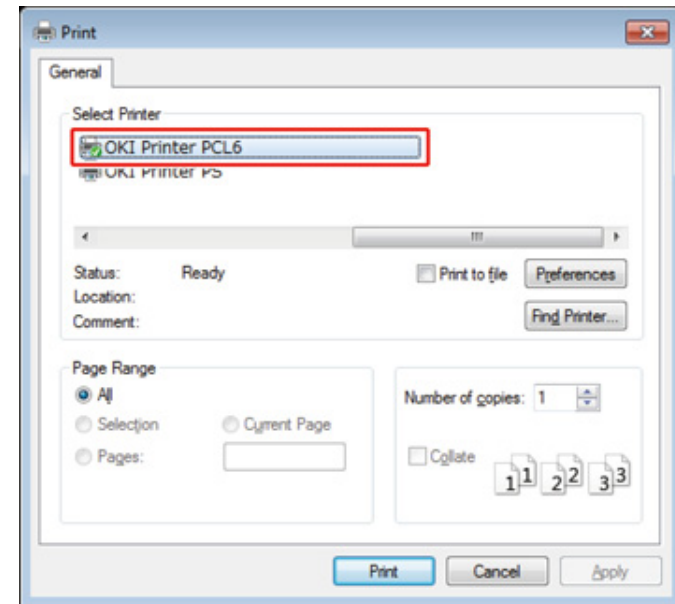 Print
General
Select Printer
OKI Printer PCL6
OKI Printer PS
Status: Ready
Print to file
Preferences
Location:
Comment:
Find Printer...
Page Range
All
Selection
Current Page
Pages:
Number of copies: 1
Collate
1 1 2 2 3 3
Print
Cancel
Apply